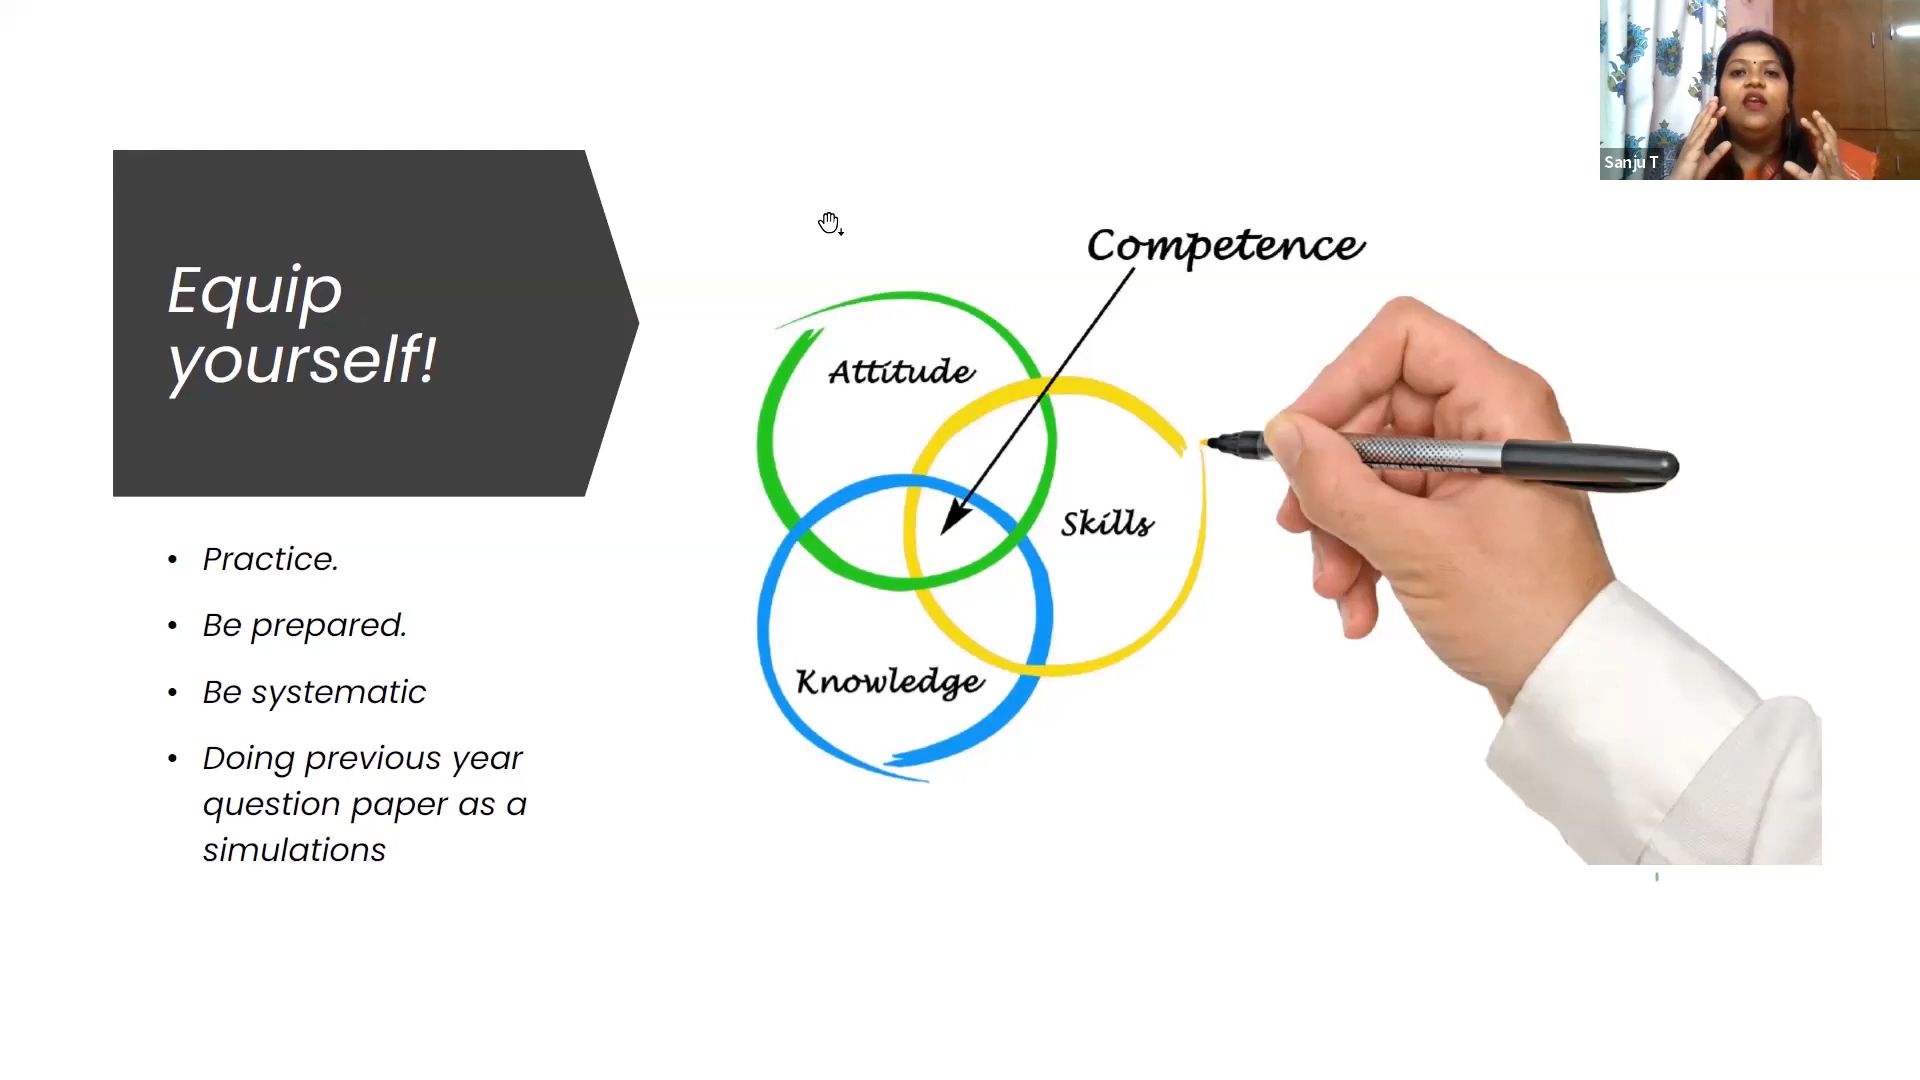 Sanju T
Equip
yourself!
• Practice.
• Be prepared.
• Be systematic
• Doing previous year
question paper as a
simulations
Competence
Attitude
Skills
Knowledge